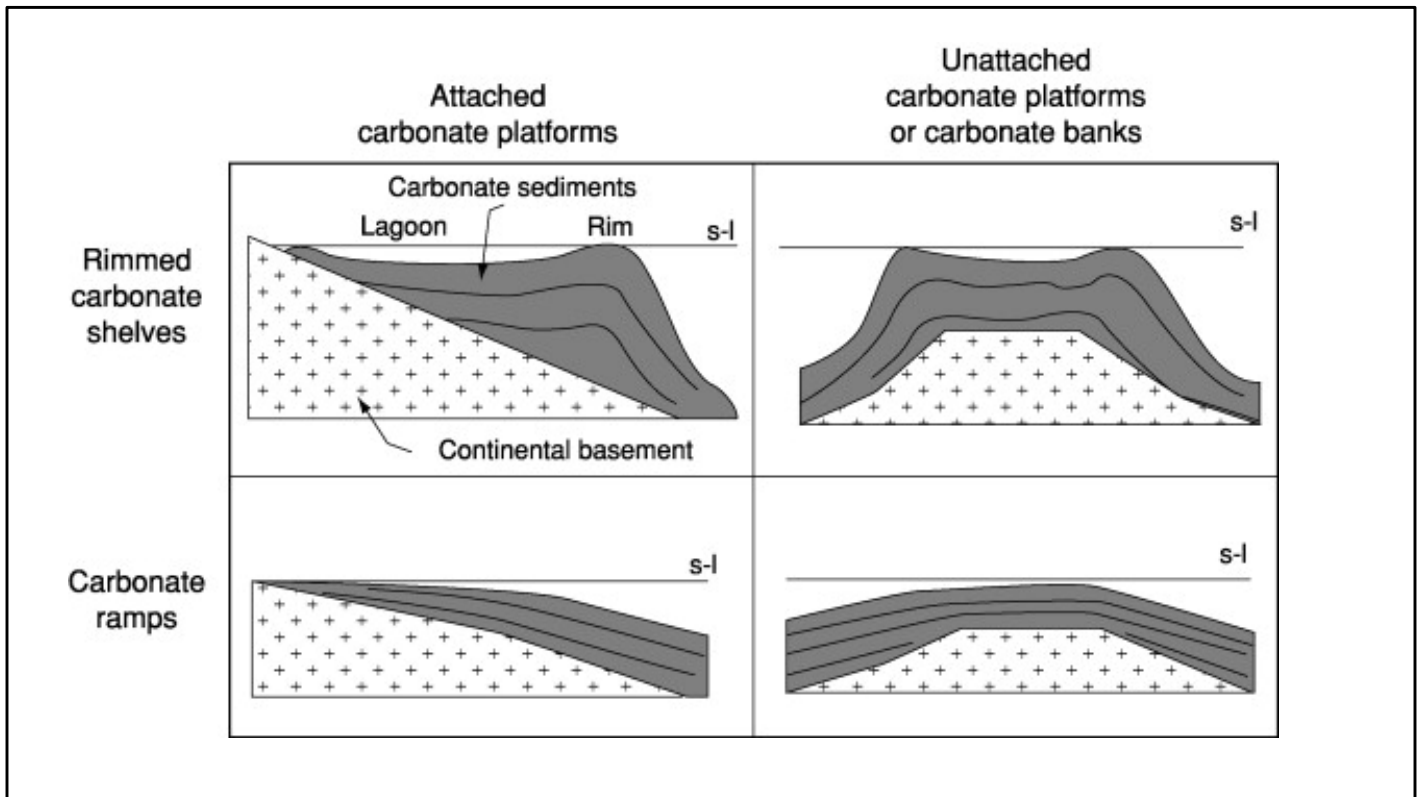 Attached
carbonate platforms
Unattached
carbonate platforms
or carbonate banks
Rimmed
carbonate
shelves
Carbonate sediments
Lagoon
Rim
s-l
Continental basement
s-l
Carbonate
ramps
s-l
s-l